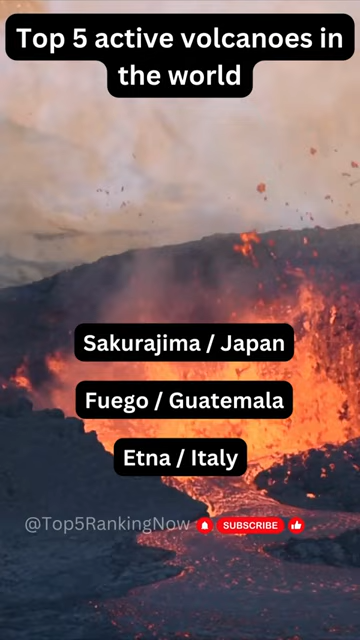 Top 5 active volcanoes in
the world
Sakurajima / Japan
Fuego / Guatemala
Etna / Italy
@Top5RankingNow SUBSCRIBE